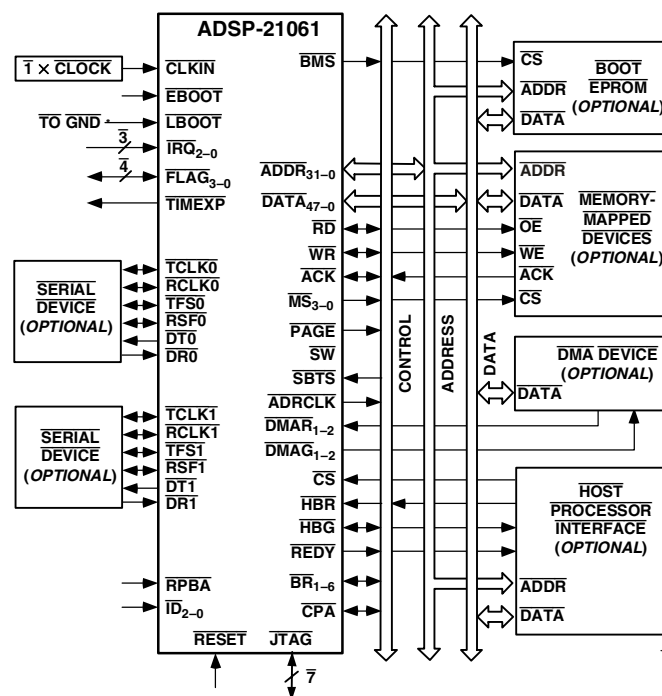 ADSP-21061
1 × CLOCK
CLKIN
EBOOT
TO GND
LBOOT
3
IRQ2–0
4
FLAG3–0
TIMEXP
SERIAL
DEVICE
(OPTIONAL)
TCLK0
RCLK0
TFS0
RSF0
DT0
DR0
SERIAL
DEVICE
(OPTIONAL)
TCLK1
RCLK1
TFS1
RSF1
DT1
DR1
RPBA
ID2–0
RESET
JTAG
7
BMS
ADDR31–0
DATA47–0
RD
WR
ACK
MS3–0
PAGE
SW
SBTS
ADRCLK
DMAR1–2
DMAG1–2
CS
HBR
HBG
REDY
BR1–6
CPA
CONTROL
ADDRESS
DATA
CS
ADDR
DATA
BOOT
EPROM
(OPTIONAL)
ADDR
DATA
OE
WE
ACK
CS
MEMORY-
MAPPED
DEVICES
(OPTIONAL)
DMA DEVICE
(OPTIONAL)
DATA
HOST
PROCESSOR
INTERFACE
(OPTIONAL)
ADDR
DATA